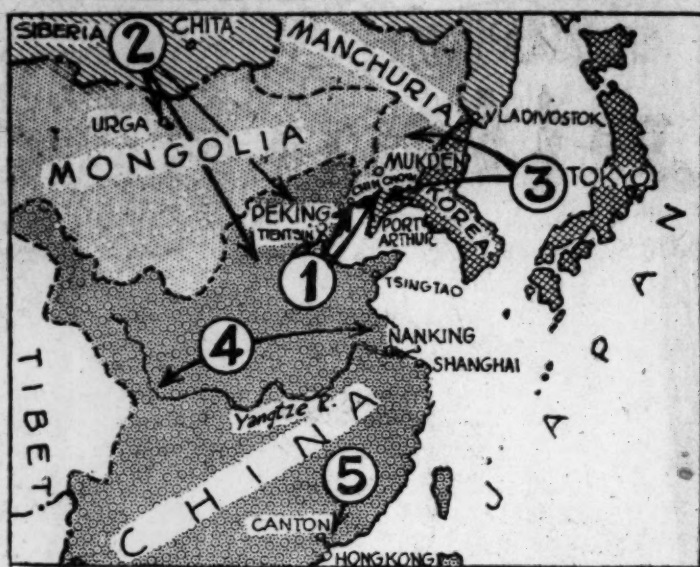 SIBERIA
2
CHITA
MANCHURIA
URGA
MONGOLIA
VLADIVOSTOK
MUKDEN
3
TOKYO
PEKING
TIENTSIN
KOREA
PORT
ARTHUR
1
TSINGTAO
JAPAN
4
NANKING
SHANGHAI
TIBET
Yangtze R.
CHINA
5
CANTON
HONGKONG